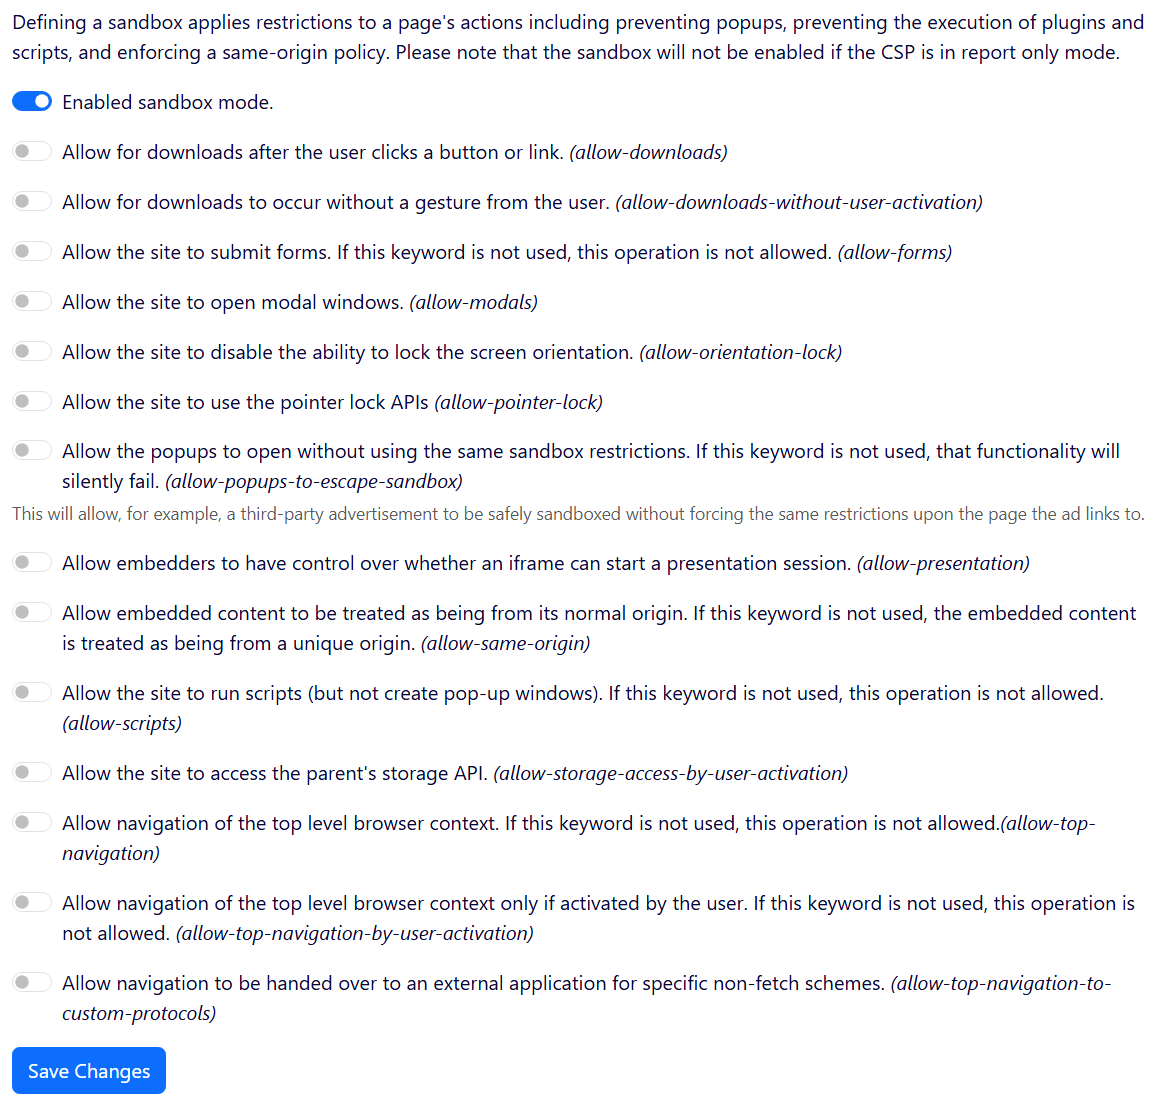 Defining a sandbox applies restrictions to a page's actions including preventing popups, preventing the execution of plugins and
scripts, and enforcing a same-origin policy. Please note that the sandbox will not be enabled if the CSP is in report only mode.
Enabled sandbox mode.
Allow for downloads after the user clicks a button or link. (allow-downloads)
Allow for downloads to occur without a gesture from the user. (allow-downloads-without-user-activation)
Allow the site to submit forms. If this keyword is not used, this operation is not allowed. (allow-forms)
Allow the site to open modal windows. (allow-modals)
Allow the site to disable the ability to lock the screen orientation. (allow-orientation-lock)
Allow the site to use the pointer lock APIs (allow-pointer-lock)
Allow the popups to open without using the same sandbox restrictions. If this keyword is not used, that functionality will
silently fail. (allow-popups-to-escape-sandbox)
This will allow, for example, a third-party advertisement to be safely sandboxed without forcing the same restrictions upon the page the ad links to.
Allow embedders to have control over whether an iframe can start a presentation session. (allow-presentation)
Allow embedded content to be treated as being from its normal origin. If this keyword is not used, the embedded content
is treated as being from a unique origin. (allow-same-origin)
Allow the site to run scripts (but not create pop-up windows). If this keyword is not used, this operation is not allowed.
(allow-scripts)
Allow the site to access the parent's storage API. (allow-storage-access-by-user-activation)
Allow navigation of the top level browser context. If this keyword is not used, this operation is not allowed.(allow-top-
navigation)
Allow navigation of the top level browser context only if activated by the user. If this keyword is not used, this operation is
not allowed. (allow-top-navigation-by-user-activation)
Allow navigation to be handed over to an external application for specific non-fetch schemes. (allow-top-navigation-to-
custom-protocols)
Save Changes